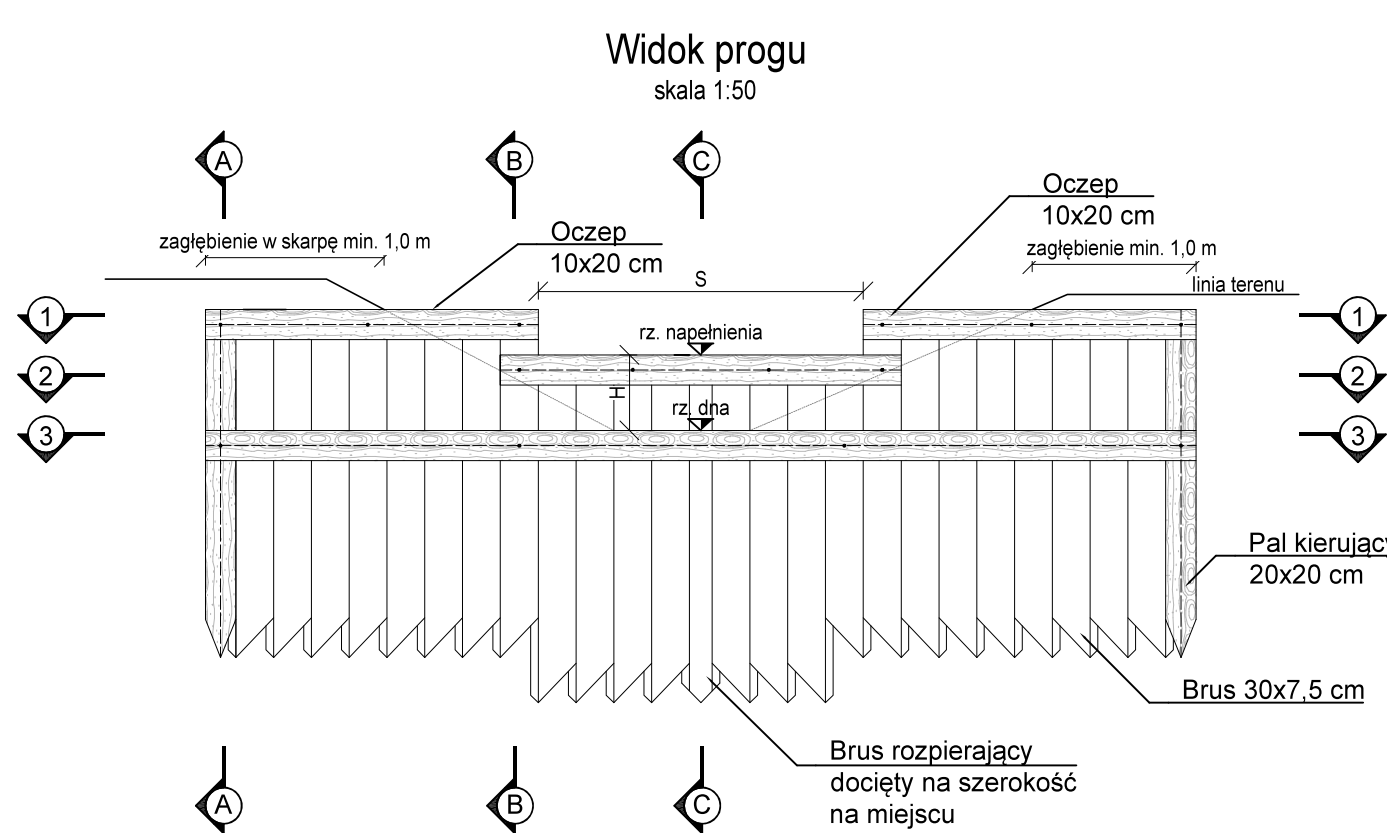 Widok progu
skala 1:50
A
B
C
Oczep
10x20 cm
zagłębienie w skarpę min. 1,0 m
Oczep
10x20 cm
zagłębienie min. 1,0 m
S
linia terenu
1
1
rz. napełnienia
2
2
H
rz. dna
3
3
Pal kierujący
20x20 cm
Brus 30x7,5 cm
Brus rozpierający
docięty na szerokość
na miejscu
A
B
C